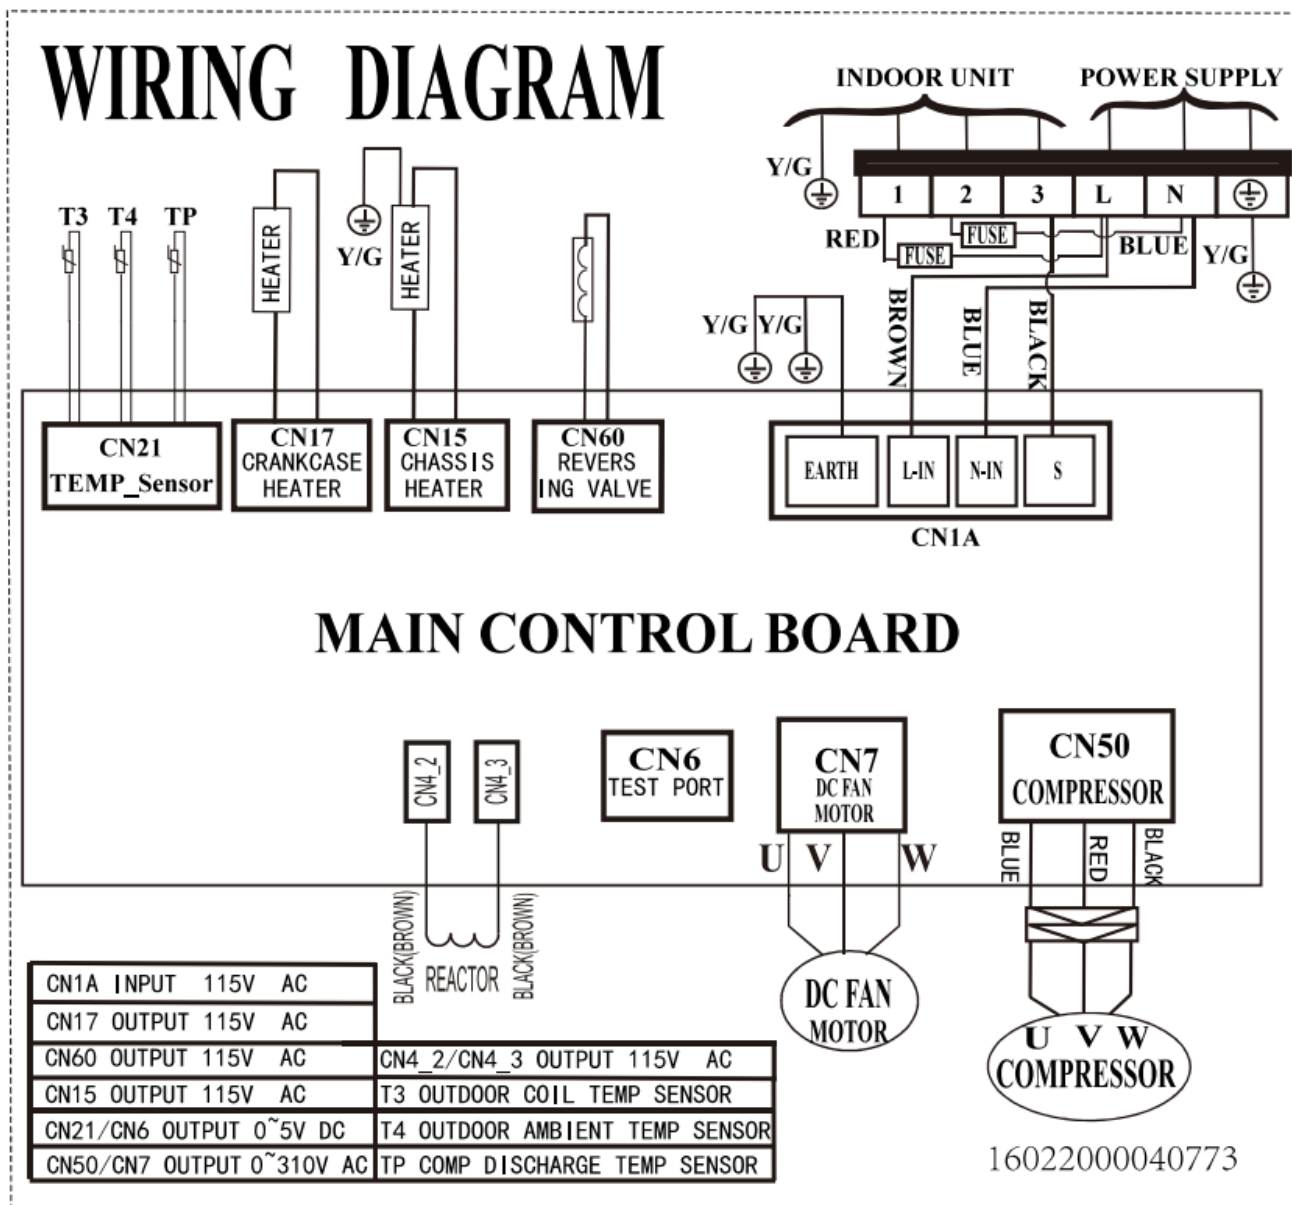 WIRING DIAGRAM
INDOOR UNIT
POWER SUPPLY
Y/G
1
2
3
L
N
RED
FUSE
FUSE
BLUE
Y/G
T3
T4
TP
HEATER
Y/G
HEATER
Y/G
Y/G
BROWN
BLUE
BLACK
CN21
TEMP_Sensor
CN17
CRANKCASE
HEATER
CN15
CHASSIS
HEATER
CN60
REVERS
ING VALVE
EARTH
L-IN
N-IN
S
CN1A
MAIN CONTROL BOARD
CN4_2
CN4_3
CN6
TEST PORT
CN7
DC FAN
MOTOR
CN50
COMPRESSOR
U
V
W
BLUE
RED
BLACK
BLACK(BROWN)
REACTOR
BLACK(BROWN)
DC FAN
MOTOR
U V W
COMPRESSOR
CN1A INPUT 115V AC
CN17 OUTPUT 115V AC
CN60 OUTPUT 115V AC
CN4_2/CN4_3 OUTPUT 115V AC
CN15 OUTPUT 115V AC
T3 OUTDOOR COIL TEMP SENSOR
CN21/CN6 OUTPUT 0~5V DC
T4 OUTDOOR AMBIENT TEMP SENSOR
CN50/CN7 OUTPUT 0~310V AC
TP COMP DISCHARGE TEMP SENSOR
16022000040773